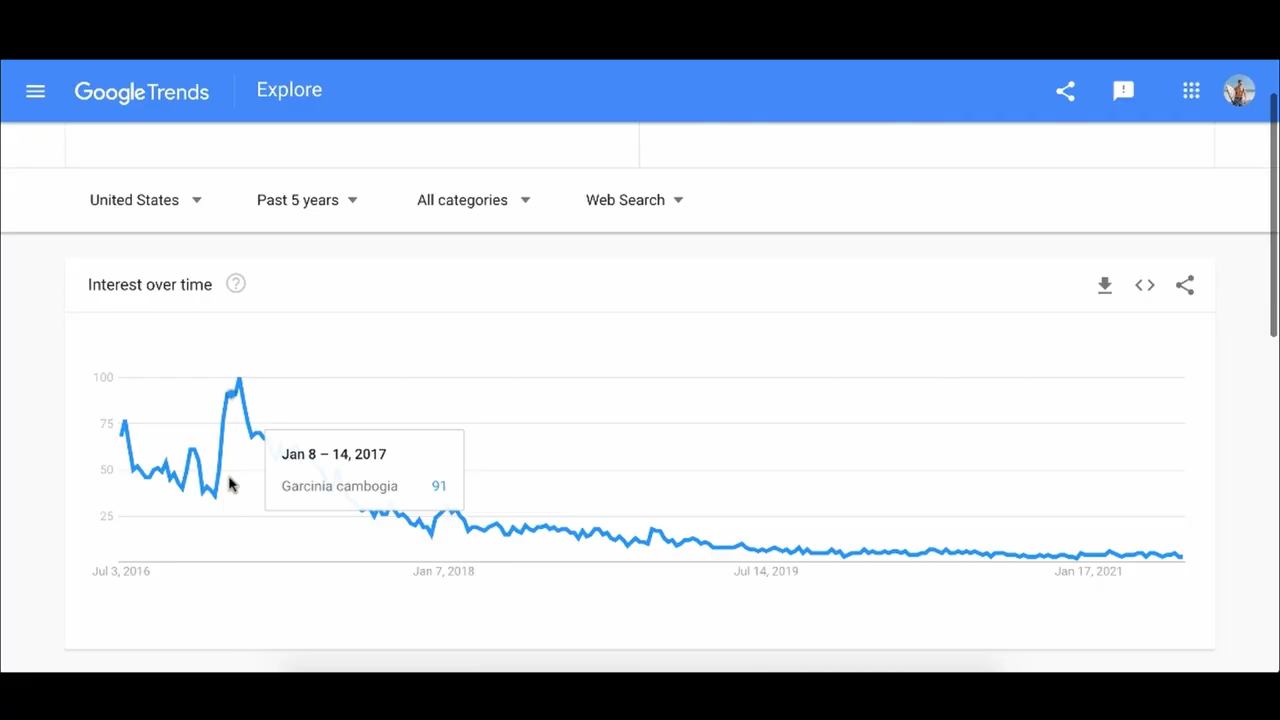 Google Trends
Explore
United States
Past 5 years
All categories
Web Search
Interest over time
?
100
75
50
25
Jan 8 – 14, 2017
Garcinia cambogia 91
Jul 3, 2016
Jan 7, 2018
Jul 14, 2019
Jan 17, 2021